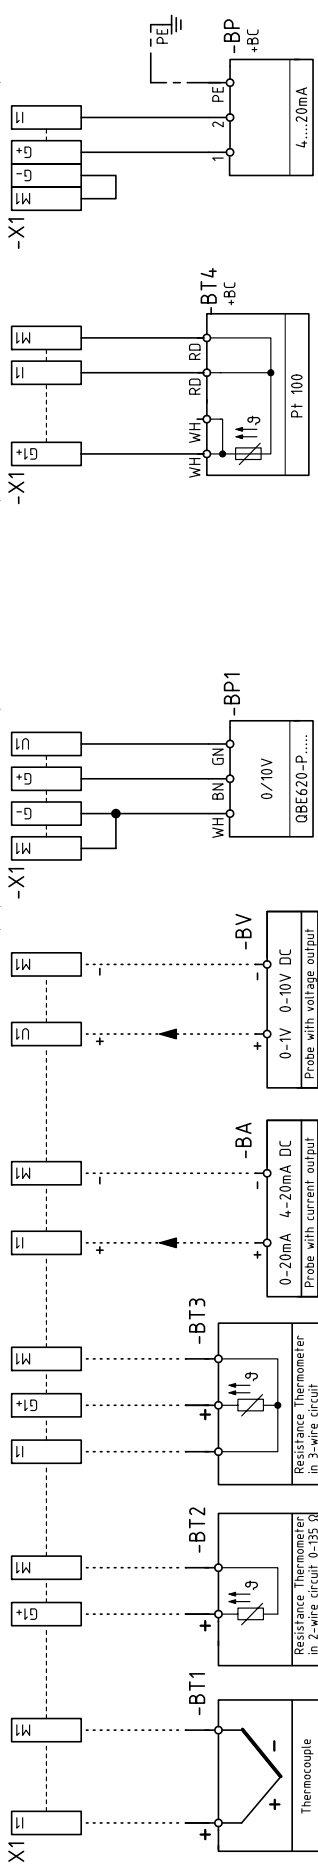 X1
I1
M1
-BT1
+
+
-
Thermocouple
G1+
M1
-BT2
+
ϑ
Resistance Thermometer
in 2-wire circuit 0-135 Ω
I1
G1+
M1
-BT3
+
ϑ
Resistance Thermometer
in 3-wire circuit
I1
M1
+
-
-BA
+
-
0-20mA 4-20mA DC
Probe with current output
U1
M1
+
-
-BV
+
-
0-1V 0-10V DC
Probe with voltage output
-X1
M1
G-
G+
U1
-BP1
WH
BN
GN
0/10V
QBE620-P.....
-X1
G1+
I1
M1
-BT4
+BC
WH
WH
RD
RD
ϑ
Pt 100
-X1
M1
G-
G+
I1
PE
-BP
+BC
1
2
PE
4....20mA